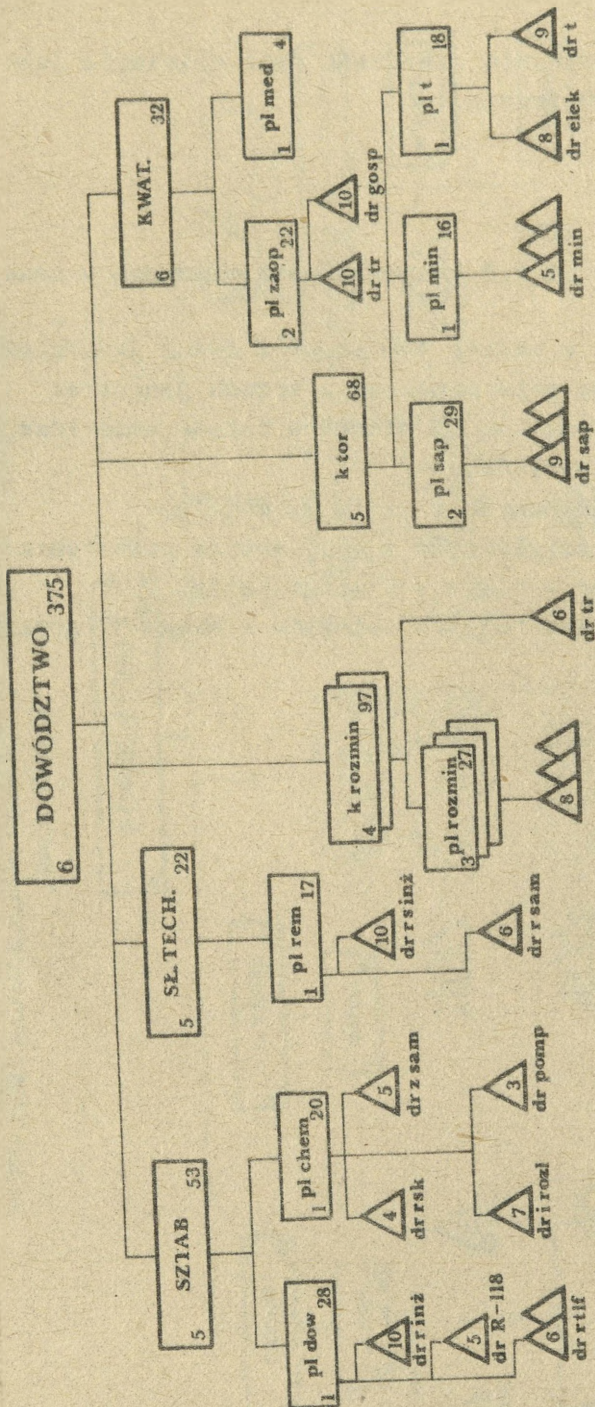 DOWÓDZTWO
6 375
SZTAB
5 53
SŁ. TECH.
5 22
KWAT.
6 32
pl dow
1 28
pl chem
1 20
pl rem
1 17
k rozmin
4 97
k tor
5 68
pl zaop
2 22
pl med
1 4
10
dr r inż
5
dr R-118
6
dr rtlf
4
dr rsk
5
dr z sam
7
dr i rozl
3
dr pomp
10
dr r s inż
6
dr r sam
pl rozmin
3 27
8
6
dr tr
pl sap
2 29
9
dr sap
pl min
1 16
5
dr min
pl t
1 18
8
dr elek
9
dr t
10
dr tr
10
dr gosp